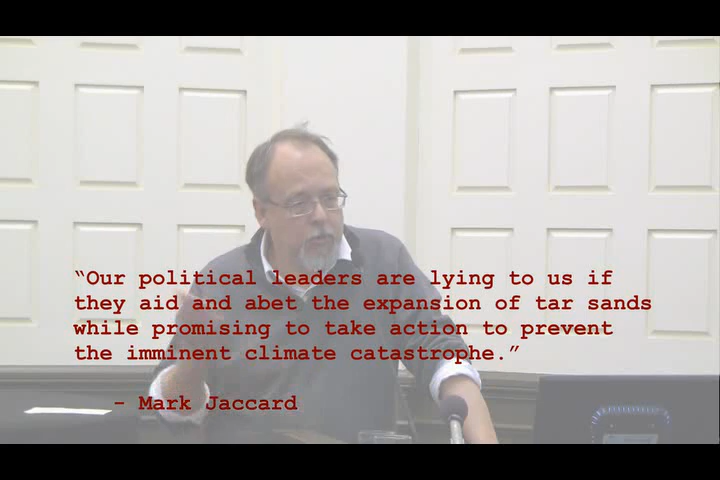 “Our political leaders are lying to us if
they aid and abet the expansion of tar sands
while promising to take action to prevent
the imminent climate catastrophe.”
- Mark Jaccard